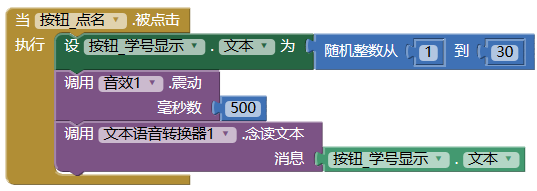 当 按钮_点名 .被点击
执行 设 按钮_学号显示 . 文本 为 随机整数从 1 到 30
调用 音效1 .震动
毫秒数 500
调用 文本语音转换器1 .念读文本
消息 按钮_学号显示 . 文本